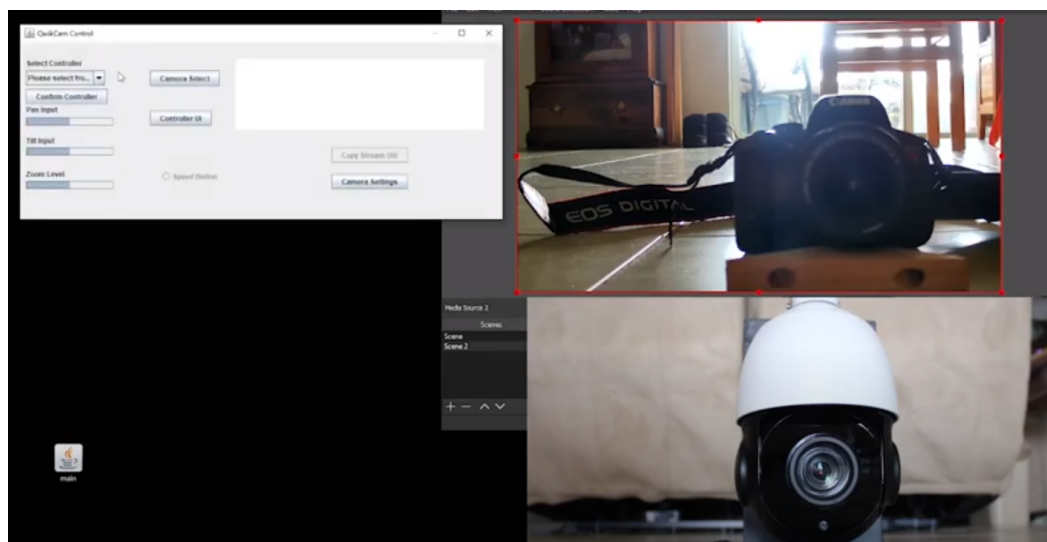 QwikCam Control
Select Controller
Please select fro...
Camera Select
Confirm Controller
Pan Input
Controller UI
Tilt Input
Copy Stream URI
Zoom Level
Speed Button
Camera Settings
Canon
EOS DIGITAL
Media Source 2
Scenes
Scene
Scene 2
main